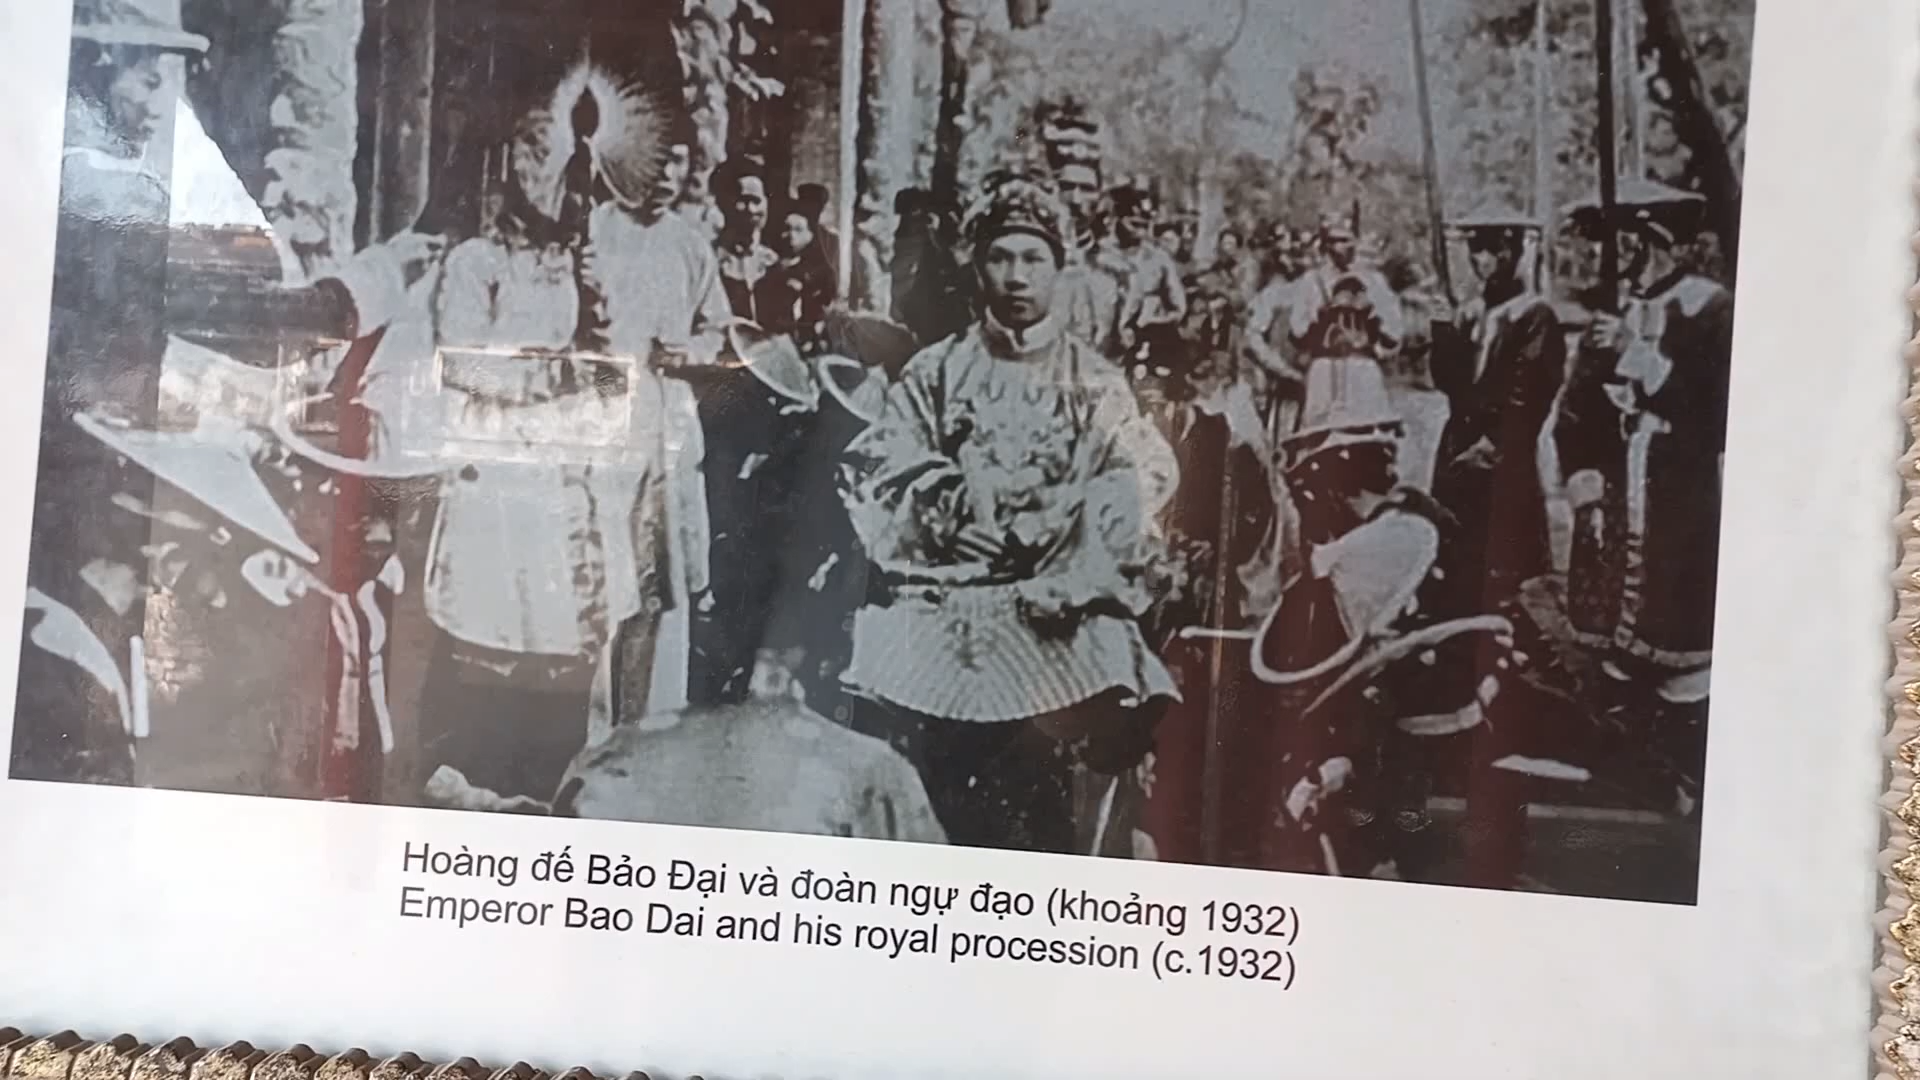 Hoàng đế Bảo Đại và đoàn ngự đạo (khoảng 1932)
Emperor Bao Dai and his royal procession (c.1932)